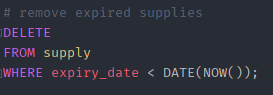 # remove expired supplies
DELETE
FROM supply
WHERE expiry_date < DATE(NOW());